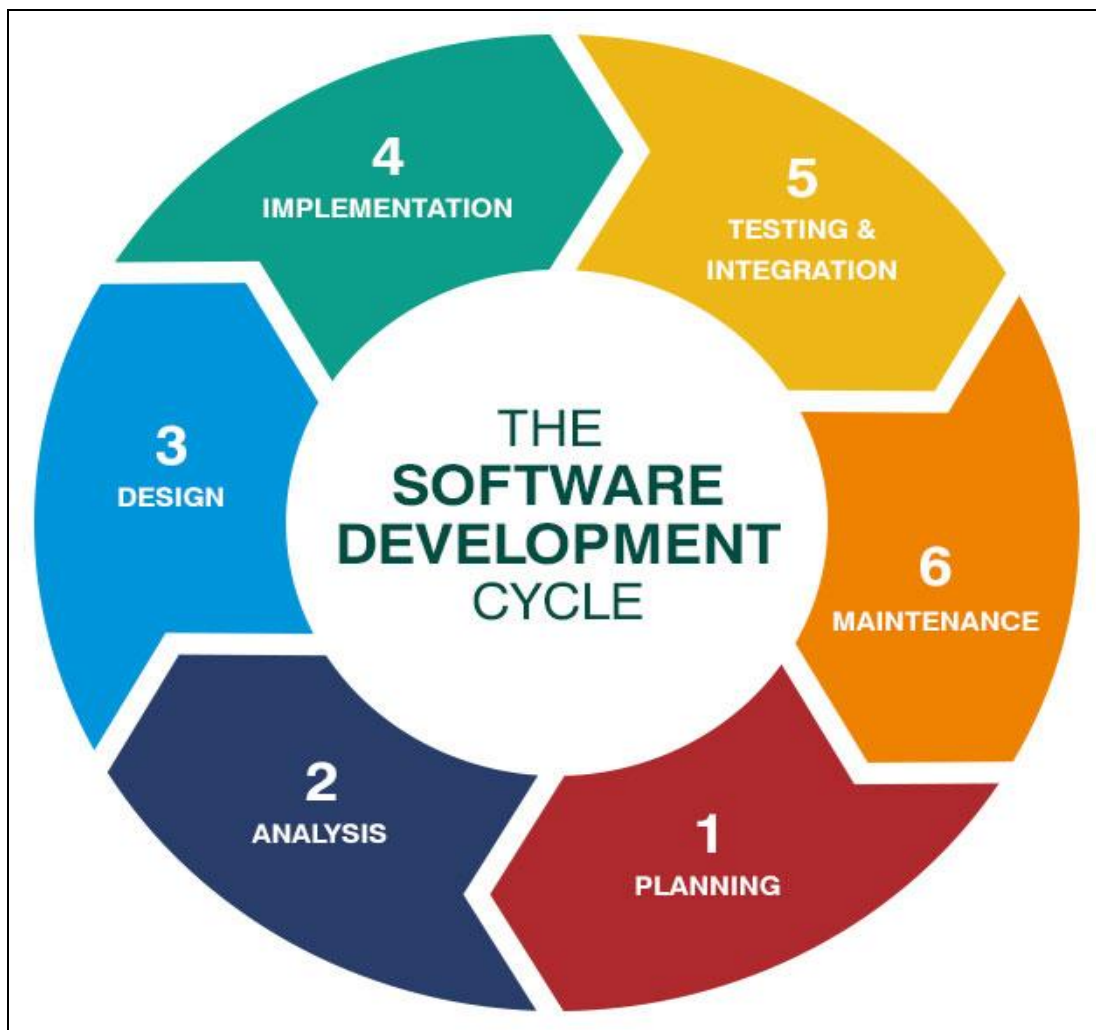 THE
SOFTWARE
DEVELOPMENT
CYCLE
1
PLANNING
2
ANALYSIS
3
DESIGN
4
IMPLEMENTATION
5
TESTING &
INTEGRATION
6
MAINTENANCE